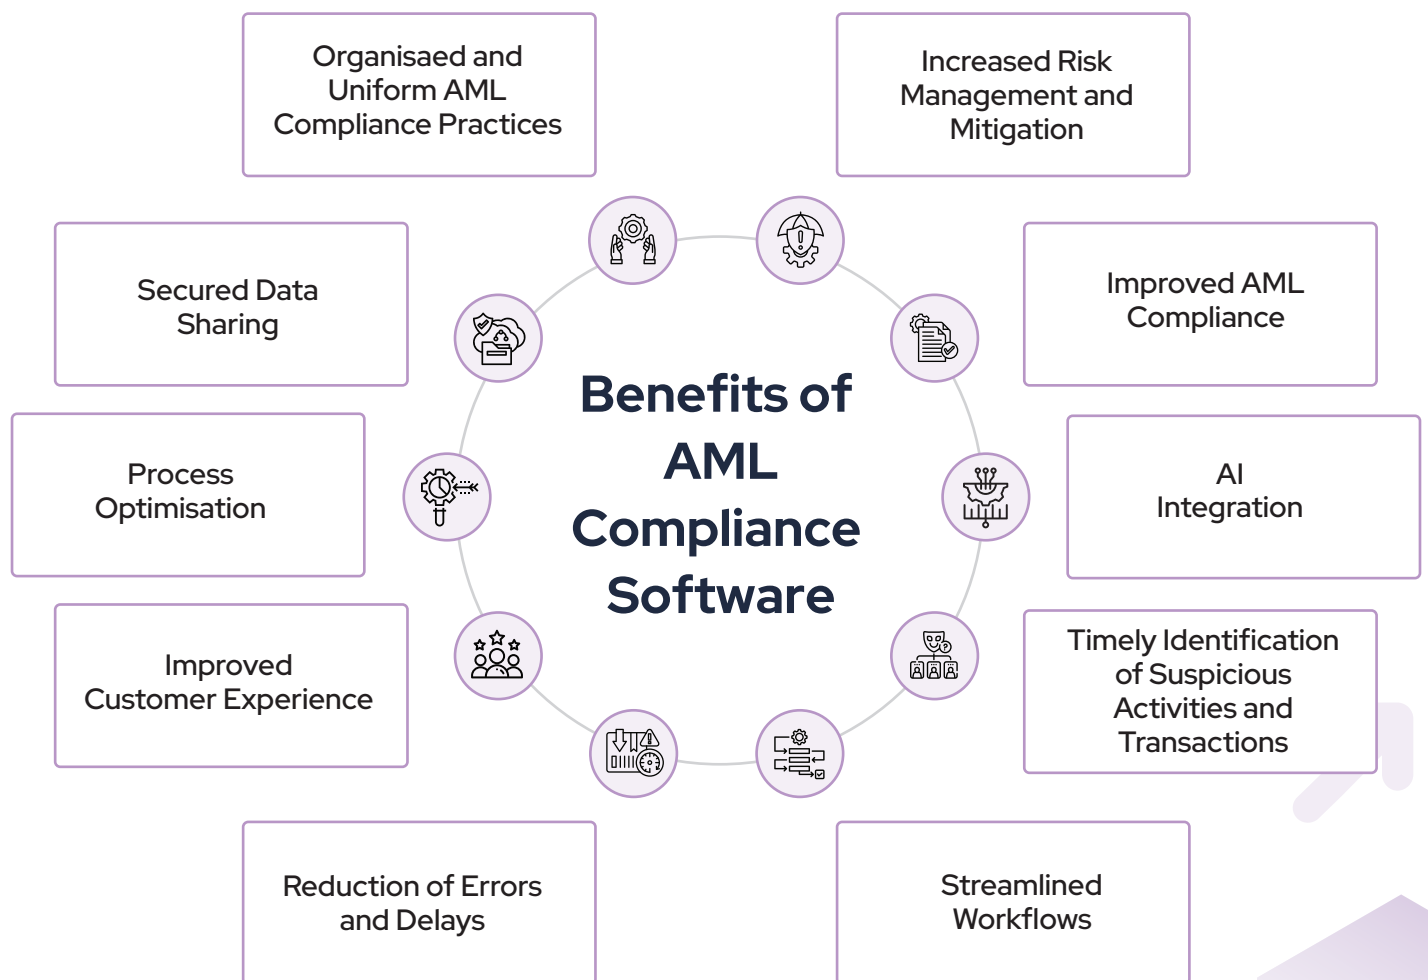 Organisaed and
Uniform AML
Compliance Practices
Increased Risk
Management and
Mitigation
Secured Data
Sharing
Improved AML
Compliance
Benefits of
AML
Compliance
Software
Process
Optimisation
AI
Integration
Improved
Customer Experience
Timely Identification
of Suspicious
Activities and
Transactions
Reduction of Errors
and Delays
Streamlined
Workflows